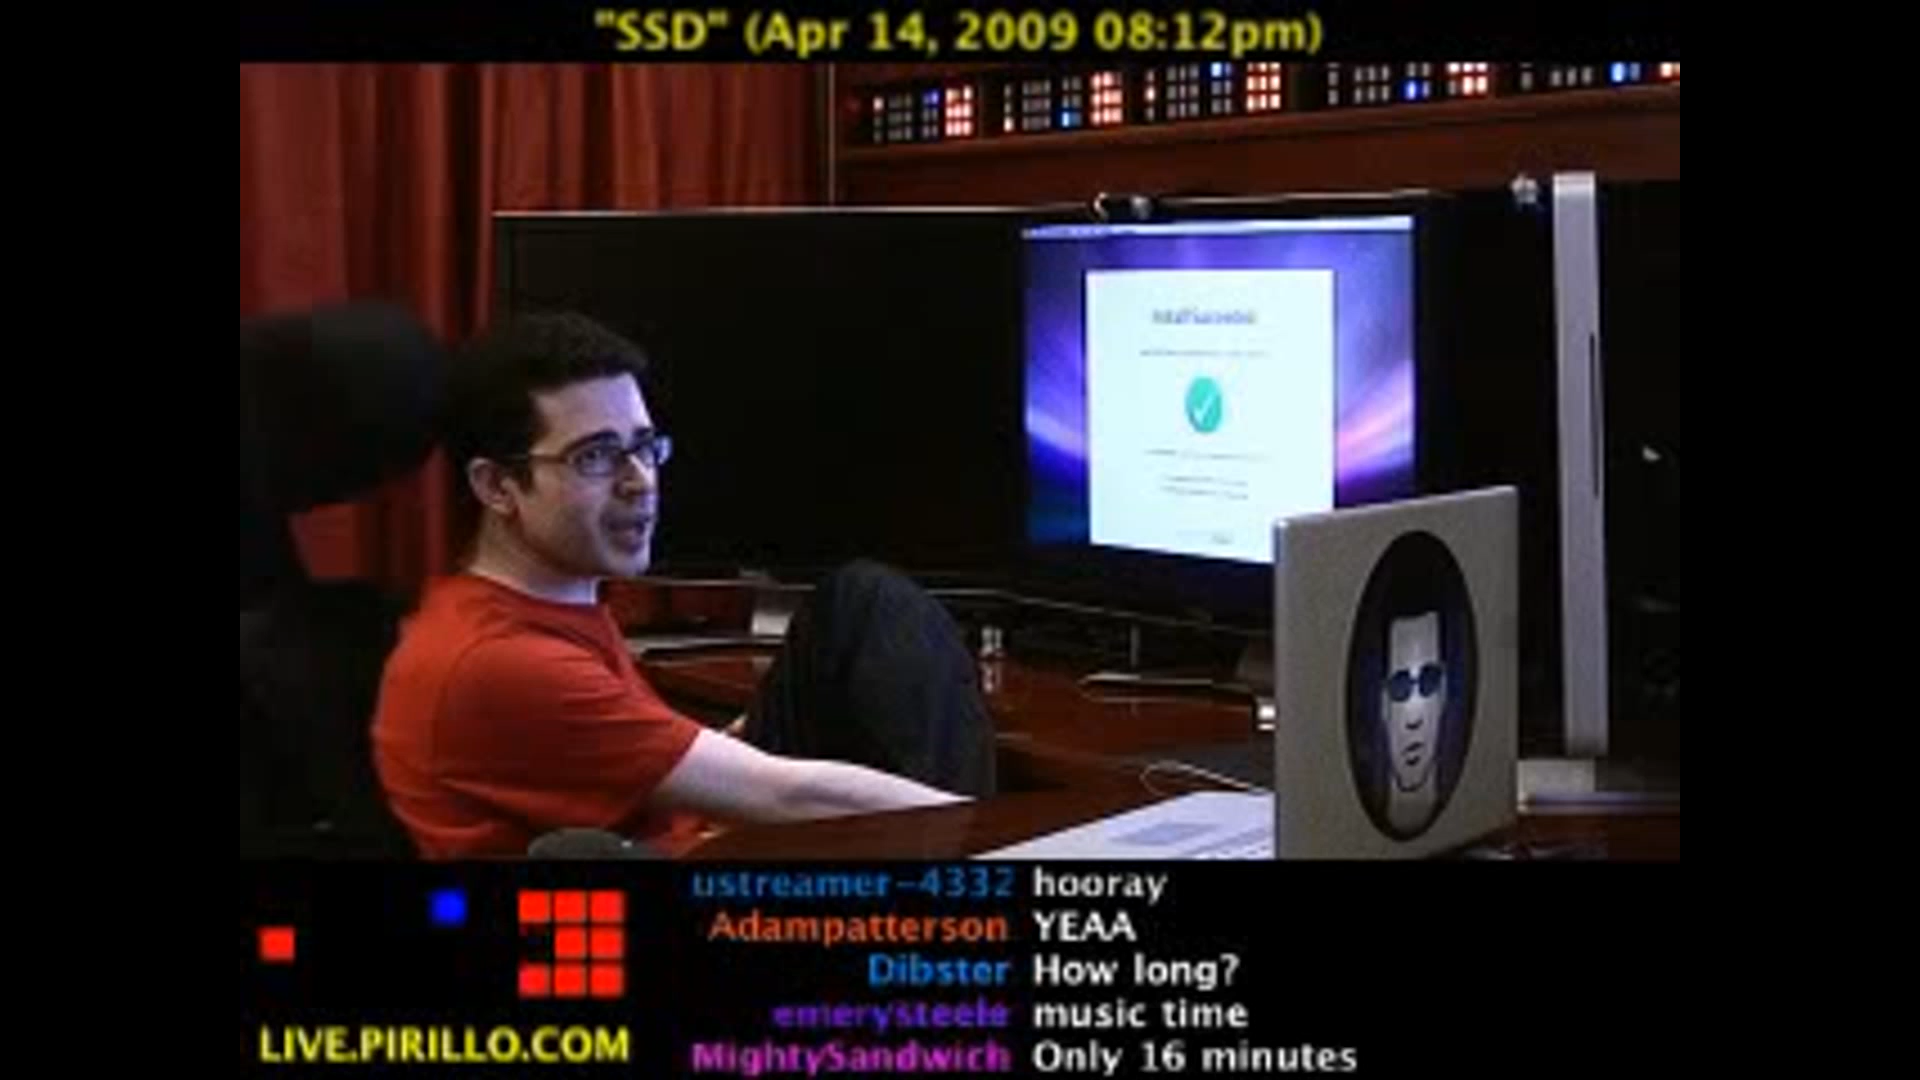 "SSD" (Apr 14, 2009 08:12pm)
ustreamer-4332 hooray
Adampatterson YEAA
Dibster How long?
emerysteele music time
MightySandwich Only 16 minutes
LIVE.PIRILLO.COM